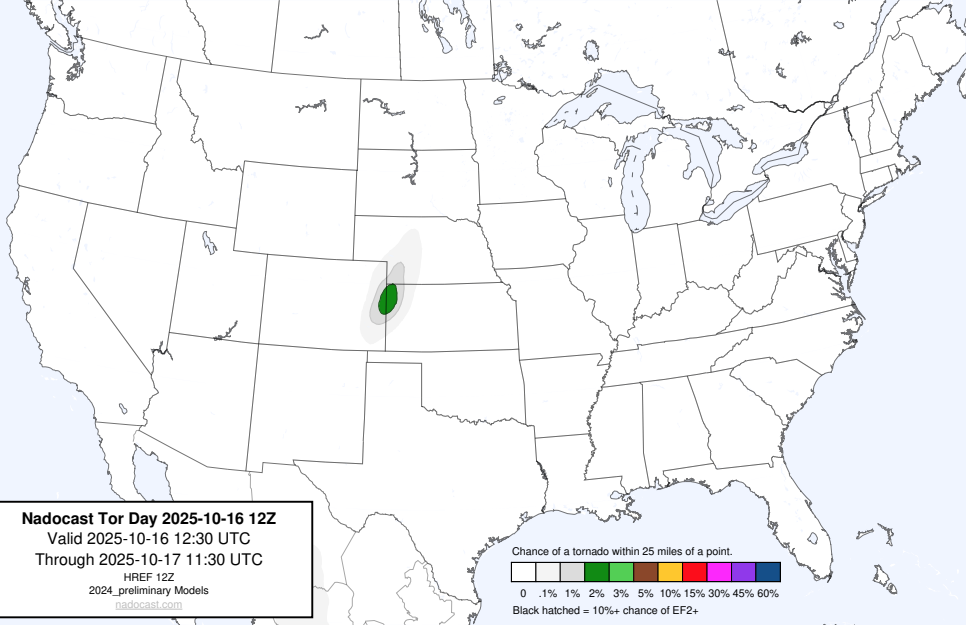 Nadocast Tor Day 2025-10-16 12Z
Valid 2025-10-16 12:30 UTC
Through 2025-10-17 11:30 UTC
HREF 12Z
2024_preliminary Models
nadocast.com
Chance of a tornado within 25 miles of a point.
0 .1% 1% 2% 3% 5% 10% 15% 30% 45% 60%
Black hatched = 10%+ chance of EF2+